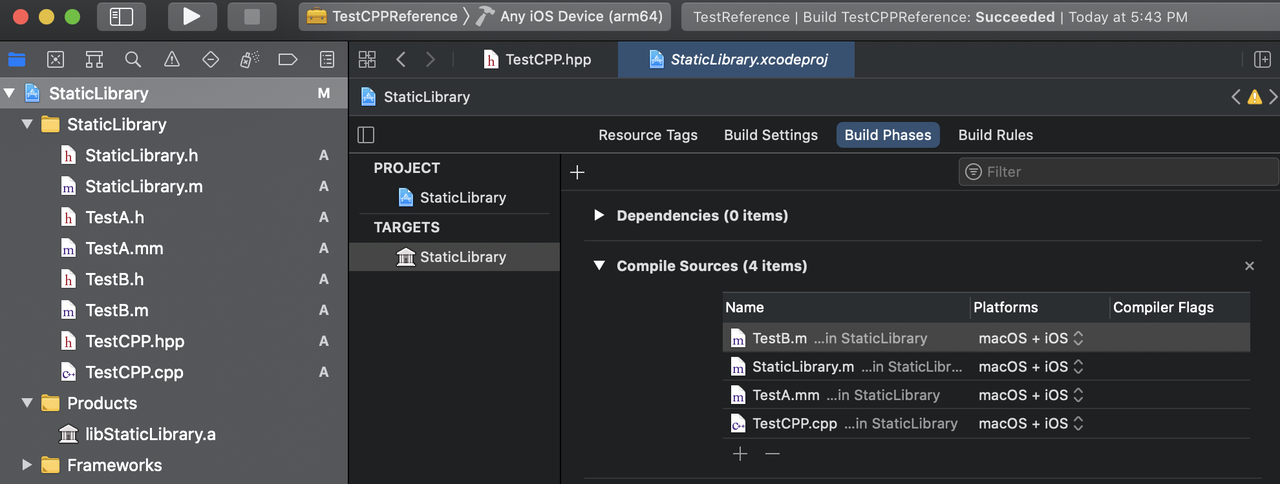 TestCPPReference 〉 Any iOS Device (arm64)
TestReference | Build TestCPPReference: Succeeded | Today at 5:43 PM
TestCPP.hpp
StaticLibrary.xcodeproj
StaticLibrary M
StaticLibrary
StaticLibrary
StaticLibrary.h A
StaticLibrary.m A
TestA.h A
TestA.mm A
TestB.h A
TestB.m A
TestCPP.hpp A
TestCPP.cpp A
Products
libStaticLibrary.a
Frameworks
Resource Tags Build Settings Build Phases Build Rules
PROJECT
StaticLibrary
TARGETS
StaticLibrary
Filter
Dependencies (0 items)
Compile Sources (4 items)
Name Platforms Compiler Flags
TestB.m ...in StaticLibrary macOS + iOS
StaticLibrary.m ...in StaticLibr... macOS + iOS
TestA.mm ...in StaticLibrary macOS + iOS
TestCPP.cpp ...in StaticLibrary macOS + iOS